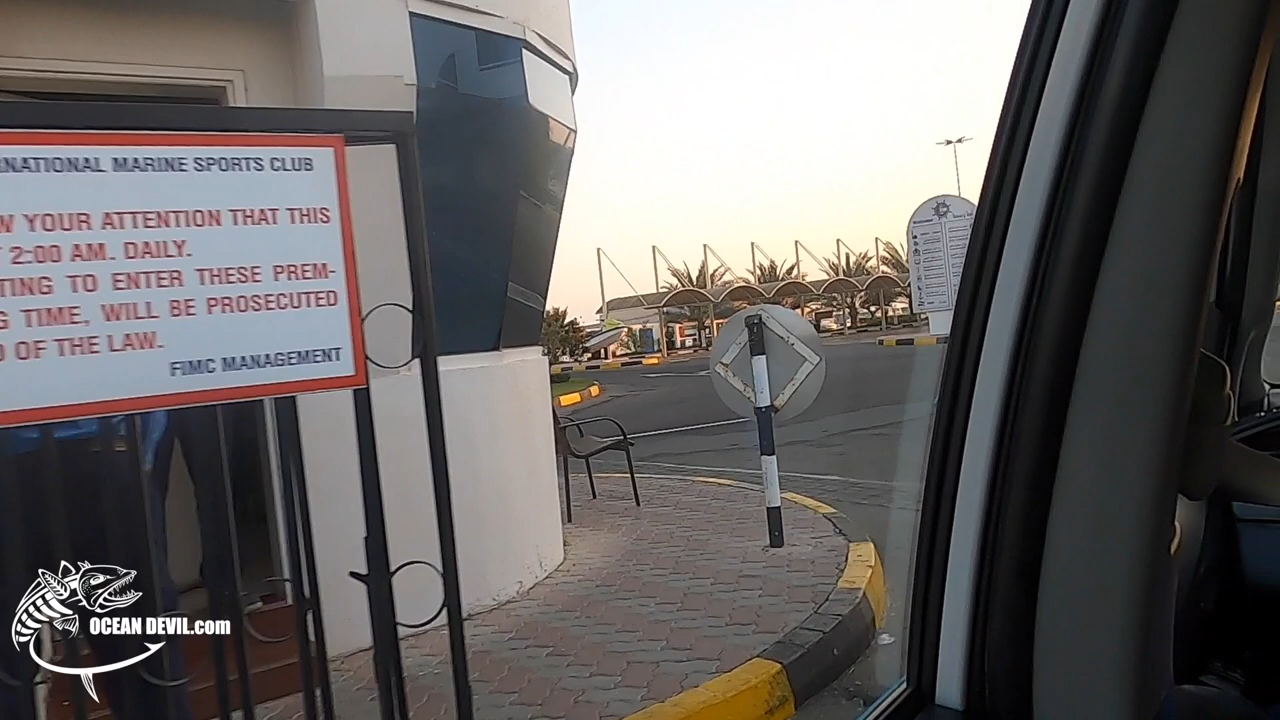 RNATIONAL MARINE SPORTS CLUB
W YOUR ATTENTION THAT THIS
T 2:00 AM. DAILY.
TING TO ENTER THESE PREM-
G TIME, WILL BE PROSECUTED
D OF THE LAW.
FIMC MANAGEMENT
OCEAN DEVIL.com